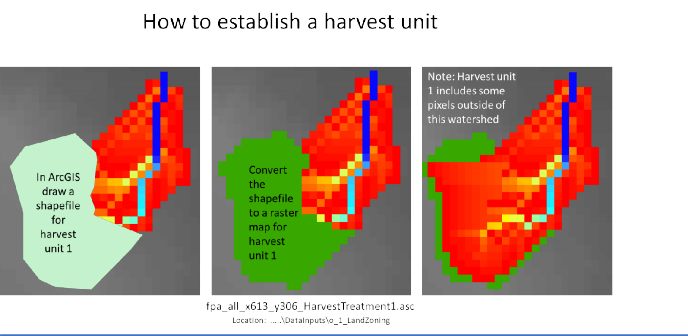 How to establish a harvest unit
In ArcGIS
draw a
shapefile
for
harvest
unit 1
Convert
the
shapefile
to a raster
map for
harvest
unit 1
Note: Harvest unit
1 includes some
pixels outside of
this watershed
fpa_all_x613_y306_HarvestTreatment1.asc
Location: .. ..\DataInputs\o_1_LandZoning